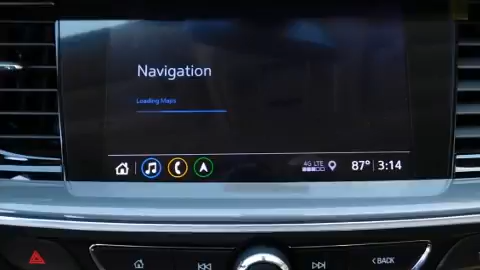 Navigation
Loading Maps
4G LTE
87° 3:14
< BACK